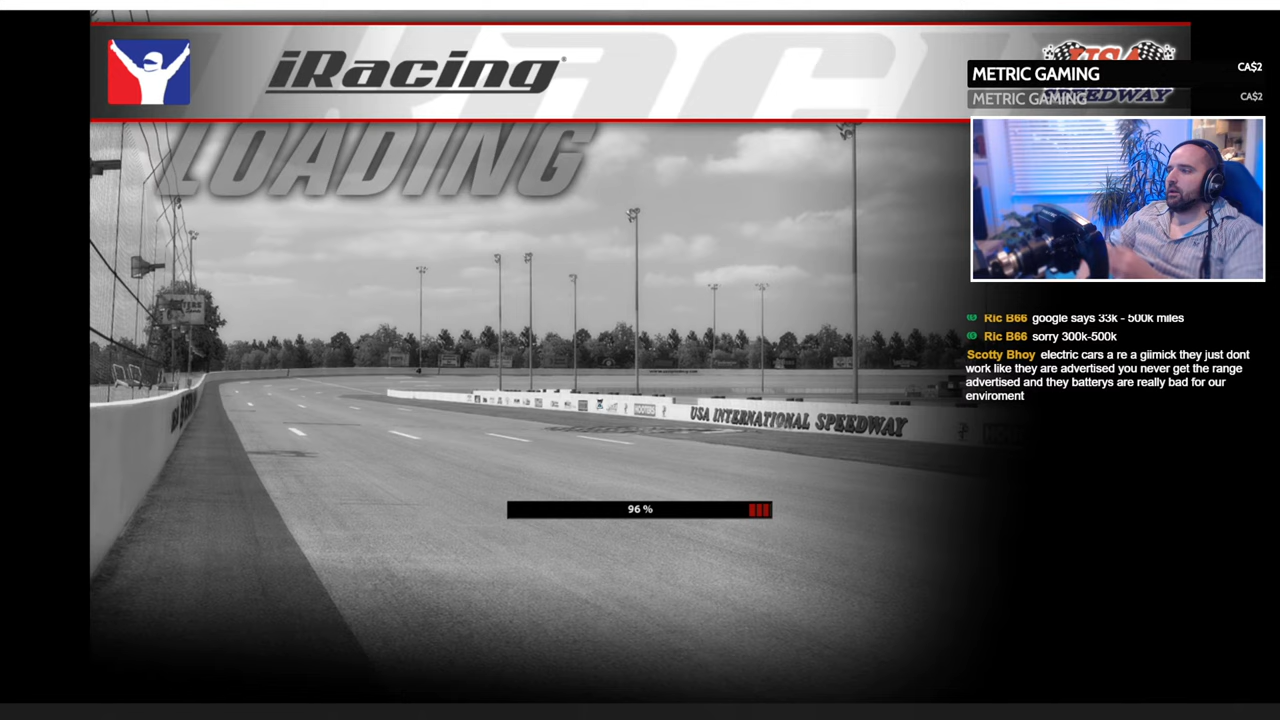 iRacing
USA
SPEEDWAY
METRIC GAMING CA$2
METRIC GAMING CA$2
LOADING
Ric B66 google says 33k - 500k miles
Ric B66 sorry 300k-500k
Scotty Bhoy electric cars a re a giimick they just dont
work like they are advertised you never get the range
advertised and they batterys are really bad for our
enviroment
HOOTERS
USA INTERNATIONAL SPEEDWAY
96 %